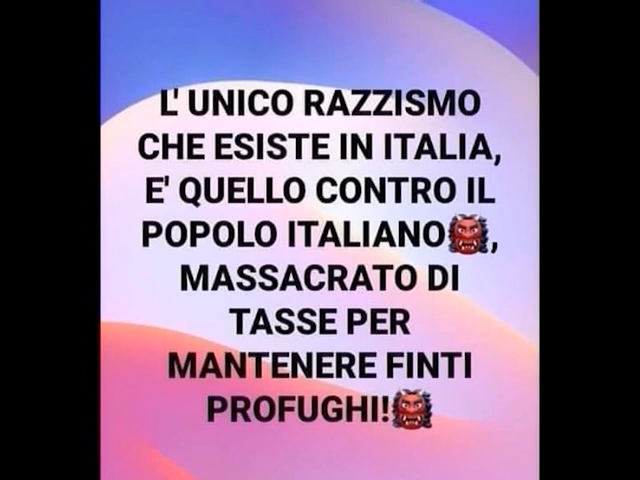 L' UNICO RAZZISMO
CHE ESISTE IN ITALIA,
E' QUELLO CONTRO IL
POPOLO ITALIANO👹,
MASSACRATO DI
TASSE PER
MANTENERE FINTI
PROFUGHI!👹